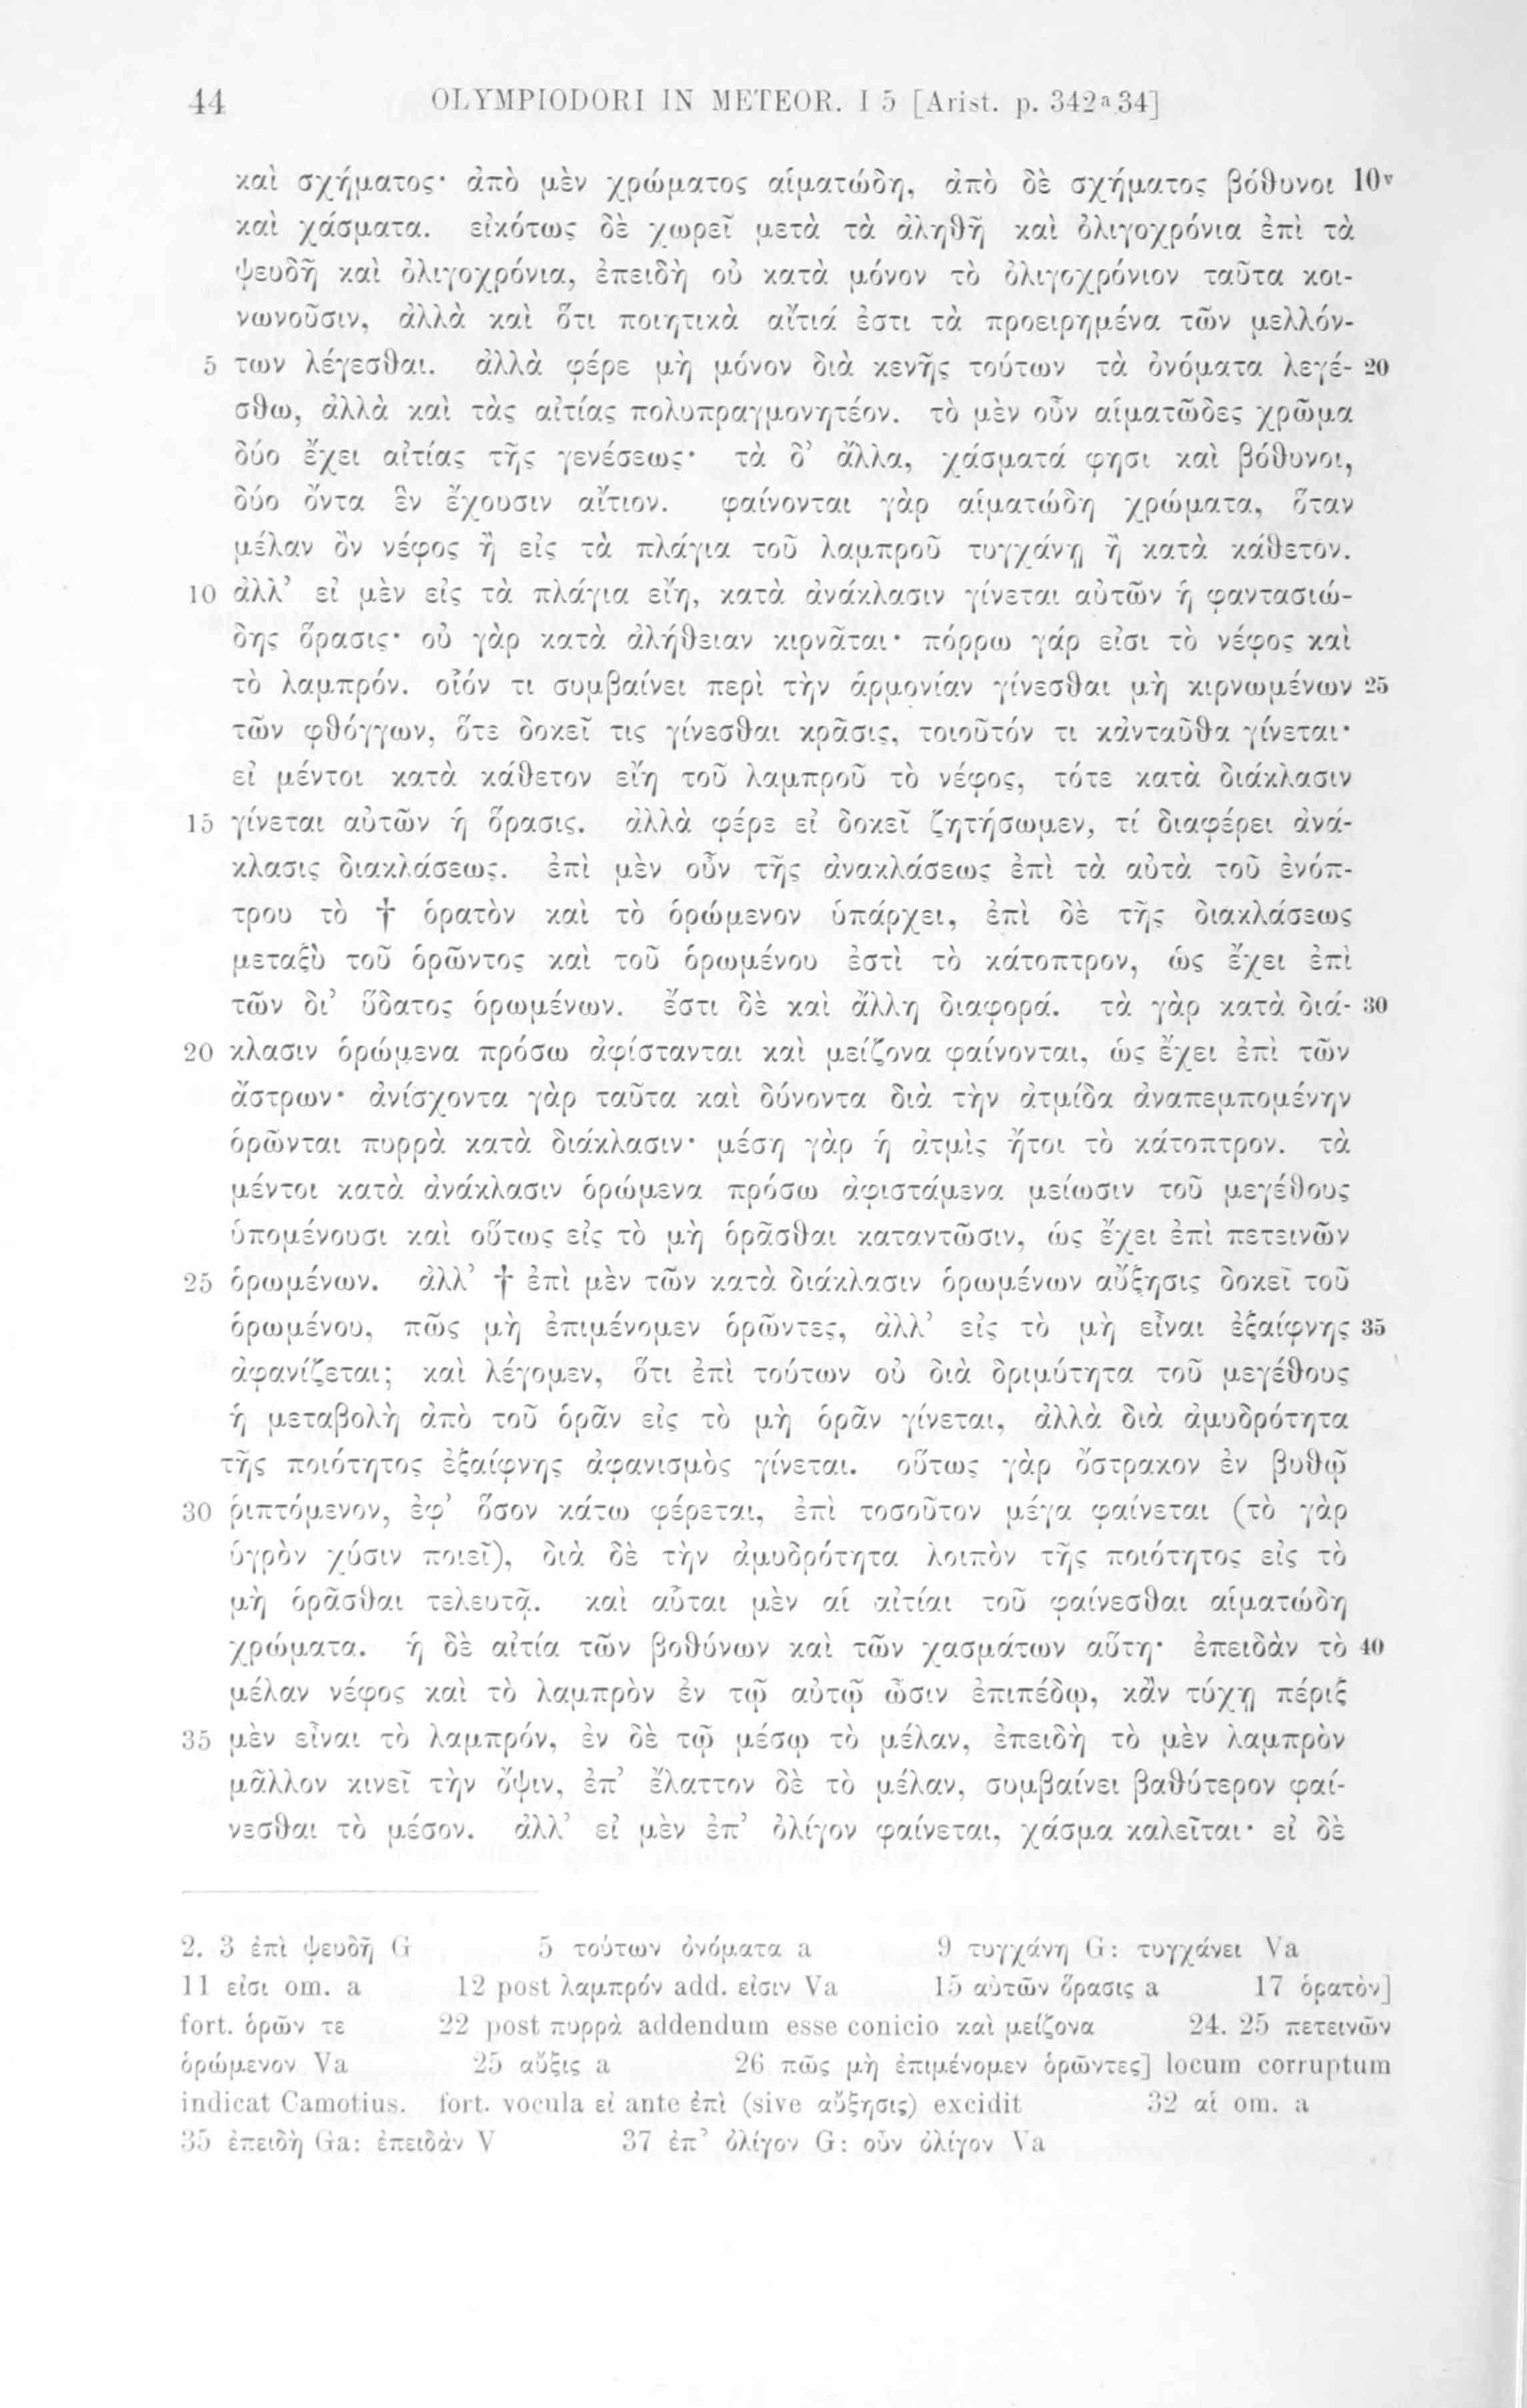 44 OLYMPIODORI IN METEOR. I 5 [Arist. p. 342ᵃ34]
καὶ σχήματος· ἀπὸ μὲν χρώματος αἱματώδη, ἀπὸ δὲ σχήματος βόθυνοι 10ᵛ
καὶ χάσματα. εἰκότως δὲ χωρεῖ μετὰ τὰ ἀληθῆ καὶ ὀλιγοχρόνια ἐπὶ τὰ
ψευδῆ καὶ ὀλιγοχρόνια, ἐπειδὴ οὐ κατὰ μόνον τὸ ὀλιγοχρόνιον ταῦτα κοι-
νωνοῦσιν, ἀλλὰ καὶ ὅτι ποιητικὰ αἴτιά ἐστι τὰ προειρημένα τῶν μελλόν-
5 των λέγεσθαι. ἀλλὰ φέρε μὴ μόνον διὰ κενῆς τούτων τὰ ὀνόματα λεγέ- 20
σθω, ἀλλὰ καὶ τὰς αἰτίας πολυπραγμονητέον. τὸ μὲν οὖν αἱματῶδες χρῶμα
δύο ἔχει αἰτίας τῆς γενέσεως· τὰ δ’ ἄλλα, χάσματά φησι καὶ βόθυνοι,
δύο ὄντα ἓν ἔχουσιν αἴτιον. φαίνονται γὰρ αἱματώδη χρώματα, ὅταν
μέλαν ὂν νέφος ἢ εἰς τὰ πλάγια τοῦ λαμπροῦ τυγχάνῃ ἢ κατὰ κάθετον.
10 ἀλλ’ εἰ μὲν εἰς τὰ πλάγια εἴη, κατὰ ἀνάκλασιν γίνεται αὐτῶν ἡ φαντασιώ-
δης ὅρασις· οὐ γὰρ κατὰ ἀλήθειαν κιρνᾶται· πόρρω γάρ εἰσι τὸ νέφος καὶ
τὸ λαμπρόν. οἷόν τι συμβαίνει περὶ τὴν ἁρμονίαν γίνεσθαι μὴ κιρνωμένων 25
τῶν φθόγγων, ὅτε δοκεῖ τις γίνεσθαι κρᾶσις, τοιοῦτόν τι κἀνταῦθα γίνεται·
εἰ μέντοι κατὰ κάθετον εἴη τοῦ λαμπροῦ τὸ νέφος, τότε κατὰ διάκλασιν
15 γίνεται αὐτῶν ἡ ὅρασις. ἀλλὰ φέρε εἰ δοκεῖ ζητήσωμεν, τί διαφέρει ἀνά-
κλασις διακλάσεως. ἐπὶ μὲν οὖν τῆς ἀνακλάσεως ἐπὶ τὰ αὐτὰ τοῦ ἐνόπ-
τρου τὸ † ὁρατὸν καὶ τὸ ὁρώμενον ὑπάρχει, ἐπὶ δὲ τῆς διακλάσεως
μεταξὺ τοῦ ὁρῶντος καὶ τοῦ ὁρωμένου ἐστὶ τὸ κάτοπτρον, ὡς ἔχει ἐπὶ
τῶν δι’ ὕδατος ὁρωμένων. ἔστι δὲ καὶ ἄλλη διαφορά. τὰ γὰρ κατὰ διά- 30
20 κλασιν ὁρώμενα πρόσω ἀφίστανται καὶ μείζονα φαίνονται, ὡς ἔχει ἐπὶ τῶν
ἄστρων· ἀνίσχοντα γὰρ ταῦτα καὶ δύνοντα διὰ τὴν ἀτμίδα ἀναπεμπομένην
ὁρῶνται πυρρὰ κατὰ διάκλασιν· μέση γὰρ ἡ ἀτμὶς ἤτοι τὸ κάτοπτρον. τὰ
μέντοι κατὰ ἀνάκλασιν ὁρώμενα πρόσω ἀφιστάμενα μείωσιν τοῦ μεγέθους
ὑπομένουσι καὶ οὕτως εἰς τὸ μὴ ὁρᾶσθαι καταντῶσιν, ὡς ἔχει ἐπὶ πετεινῶν
25 ὁρωμένων. ἀλλ’ † ἐπὶ μὲν τῶν κατὰ διάκλασιν ὁρωμένων αὔξησις δοκεῖ τοῦ
ὁρωμένου, πῶς μὴ ἐπιμένομεν ὁρῶντες, ἀλλ’ εἰς τὸ μὴ εἶναι ἐξαίφνης 35
ἀφανίζεται; καὶ λέγομεν, ὅτι ἐπὶ τούτων οὐ διὰ δριμύτητα τοῦ μεγέθους
ἡ μεταβολὴ ἀπὸ τοῦ ὁρᾶν εἰς τὸ μὴ ὁρᾶν γίνεται, ἀλλὰ διὰ ἀμυδρότητα
τῆς ποιότητος ἐξαίφνης ἀφανισμὸς γίνεται. οὕτως γὰρ ὄστρακον ἐν βυθῷ
30 ῥιπτόμενον, ἐφ’ ὅσον κάτω φέρεται, ἐπὶ τοσοῦτον μέγα φαίνεται (τὸ γὰρ
ὑγρὸν χύσιν ποιεῖ), διὰ δὲ τὴν ἀμυδρότητα λοιπὸν τῆς ποιότητος εἰς τὸ
μὴ ὁρᾶσθαι τελευτᾷ. καὶ αὗται μὲν αἱ αἰτίαι τοῦ φαίνεσθαι αἱματώδη
χρώματα. ἡ δὲ αἰτία τῶν βοθύνων καὶ τῶν χασμάτων αὕτη· ἐπειδὰν τὸ 40
μέλαν νέφος καὶ τὸ λαμπρὸν ἐν τῷ αὐτῷ ὦσιν ἐπιπέδῳ, κἂν τύχῃ πέριξ
35 μὲν εἶναι τὸ λαμπρόν, ἐν δὲ τῷ μέσῳ τὸ μέλαν, ἐπειδὴ τὸ μὲν λαμπρὸν
μᾶλλον κινεῖ τὴν ὄψιν, ἐπ’ ἔλαττον δὲ τὸ μέλαν, συμβαίνει βαθύτερον φαί-
νεσθαι τὸ μέσον. ἀλλ’ εἰ μὲν ἐπ’ ὀλίγον φαίνεται, χάσμα καλεῖται· εἰ δὲ
2. 3 ἐπὶ ψευδῆ G 5 τούτων ὀνόματα a 9 τυγχάνη G: τυγχάνει Va
11 εἰσι om. a 12 post λαμπρόν add. εἰσιν Va 15 αὐτῶν ὅρασις a 17 ὁρατὸν]
fort. ὁρῶν τε 22 post πυρρὰ addendum esse conicio καὶ μείζονα 24. 25 πετεινῶν
ὁρώμενον Va 25 αὔξις a 26 πῶς μὴ ἐπιμένομεν ὁρῶντες] locum corruptum
indicat Camotius. fort. vocula εἰ ante ἐπὶ (sive αὔξησις) excidit 32 αἱ om. a
35 ἐπειδὴ Ga: ἐπειδὰν V 37 ἐπ’ ὀλίγον G: οὖν ὀλίγον Va